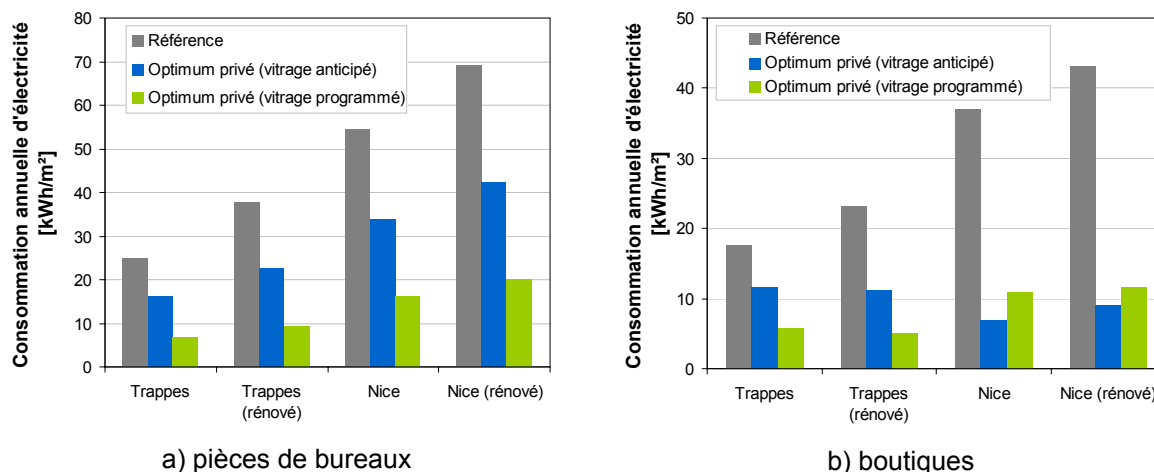 Consommation annuelle d'électricité
[kWh/m²]
80
70
60
50
40
30
20
10
0
Référence
Optimum privé (vitrage anticipé)
Optimum privé (vitrage programmé)
Trappes
Trappes
(rénové)
Nice
Nice (rénové)
a) pièces de bureaux
Consommation annuelle d'électricité
[kWh/m²]
50
40
30
20
10
0
Référence
Optimum privé (vitrage anticipé)
Optimum privé (vitrage programmé)
Trappes
Trappes
(rénové)
Nice
Nice (rénové)
b) boutiques